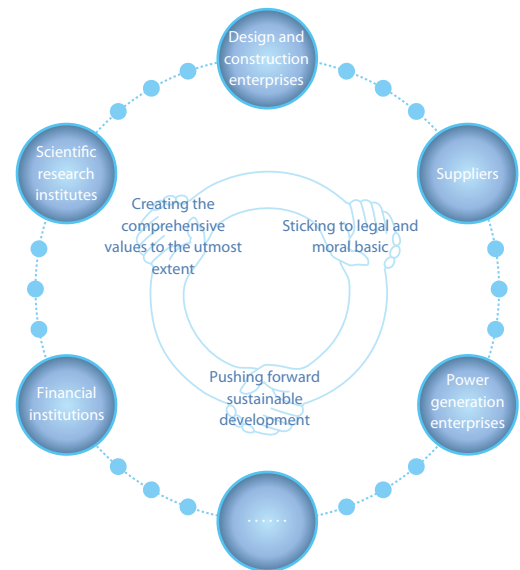 Design and
construction
enterprises
Scientific
research
institutes
Suppliers
Creating the
comprehensive
values to the utmost
extent
Sticking to legal and
moral basic
Pushing forward
sustainable
development
Financial
institutions
Power
generation
enterprises
······